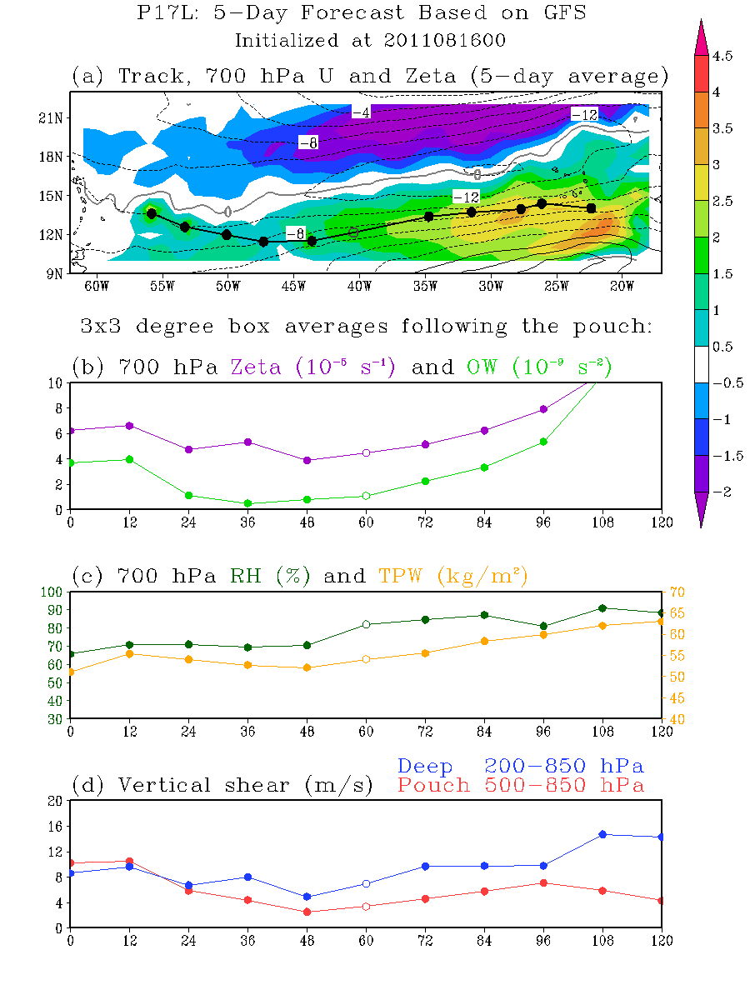 P17L: 5−Day Forecast Based on GFS
Initialized at 2011081600
(a) Track, 700 hPa U and Zeta (5−day average)
21N
18N
15N
12N
9N
60W 55W 50W 45W 40W 35W 30W 25W 20W
−4
−12
−8
0
−12
0
−8
4.5
4
3.5
3
2.5
2
1.5
1
0.5
−0.5
−1
−1.5
−2
3x3 degree box averages following the pouch:
(b) 700 hPa Zeta (10⁻⁵ s⁻¹) and OW (10⁻⁹ s⁻²)
10
8
6
4
2
0
0 12 24 36 48 60 72 84 96 108 120
(c) 700 hPa RH (%) and TPW (kg/m²)
100 70
90 65
80 60
70 55
60 50
50 45
40 40
30
0 12 24 36 48 60 72 84 96 108 120
Deep 200−850 hPa
(d) Vertical shear (m/s) Pouch 500−850 hPa
20
16
12
8
4
0
0 12 24 36 48 60 72 84 96 108 120